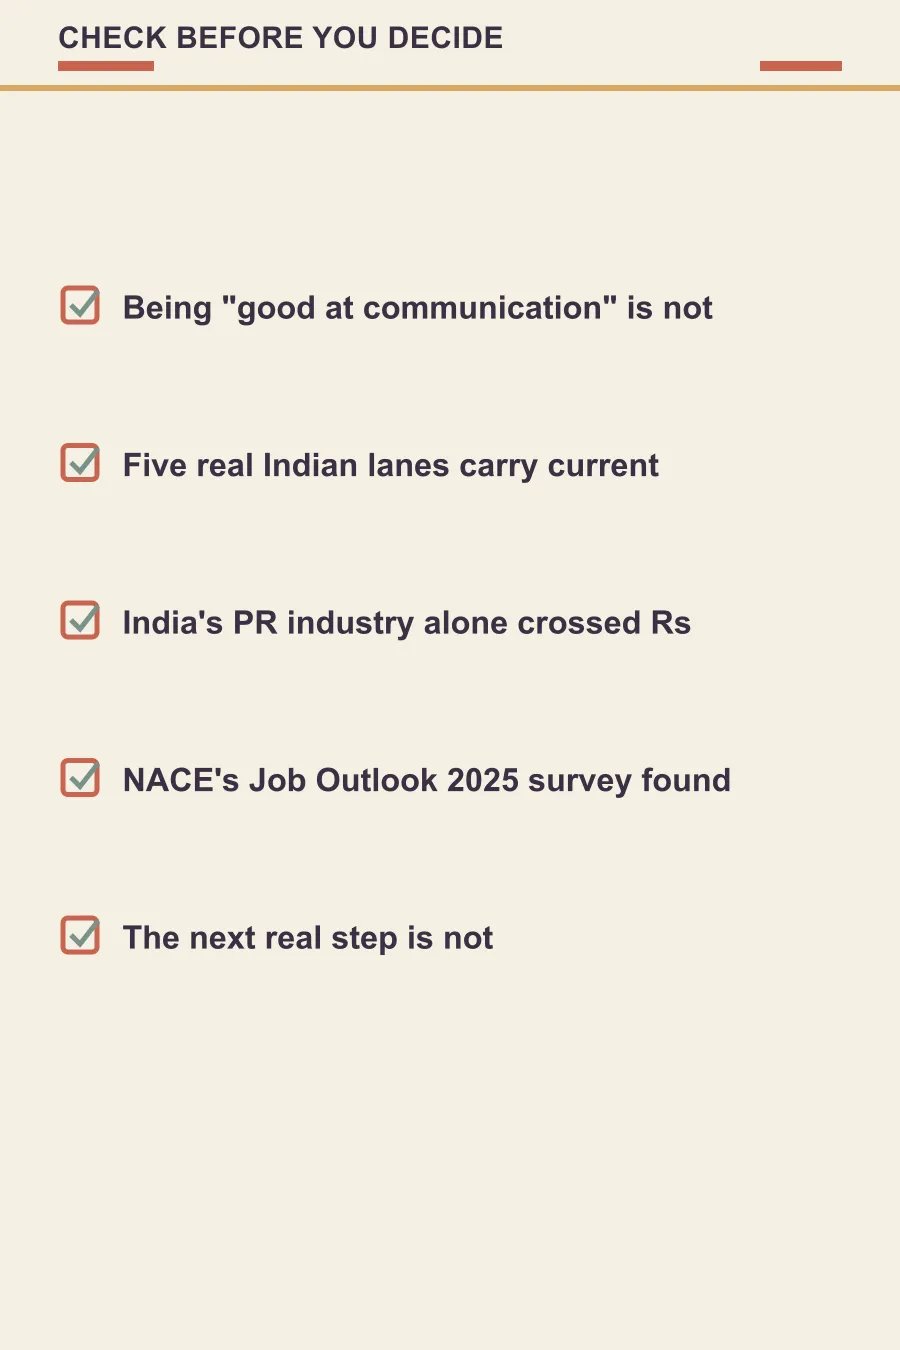 CHECK BEFORE YOU DECIDE
Being "good at communication" is not
Five real Indian lanes carry current
India's PR industry alone crossed Rs
NACE's Job Outlook 2025 survey found
The next real step is not